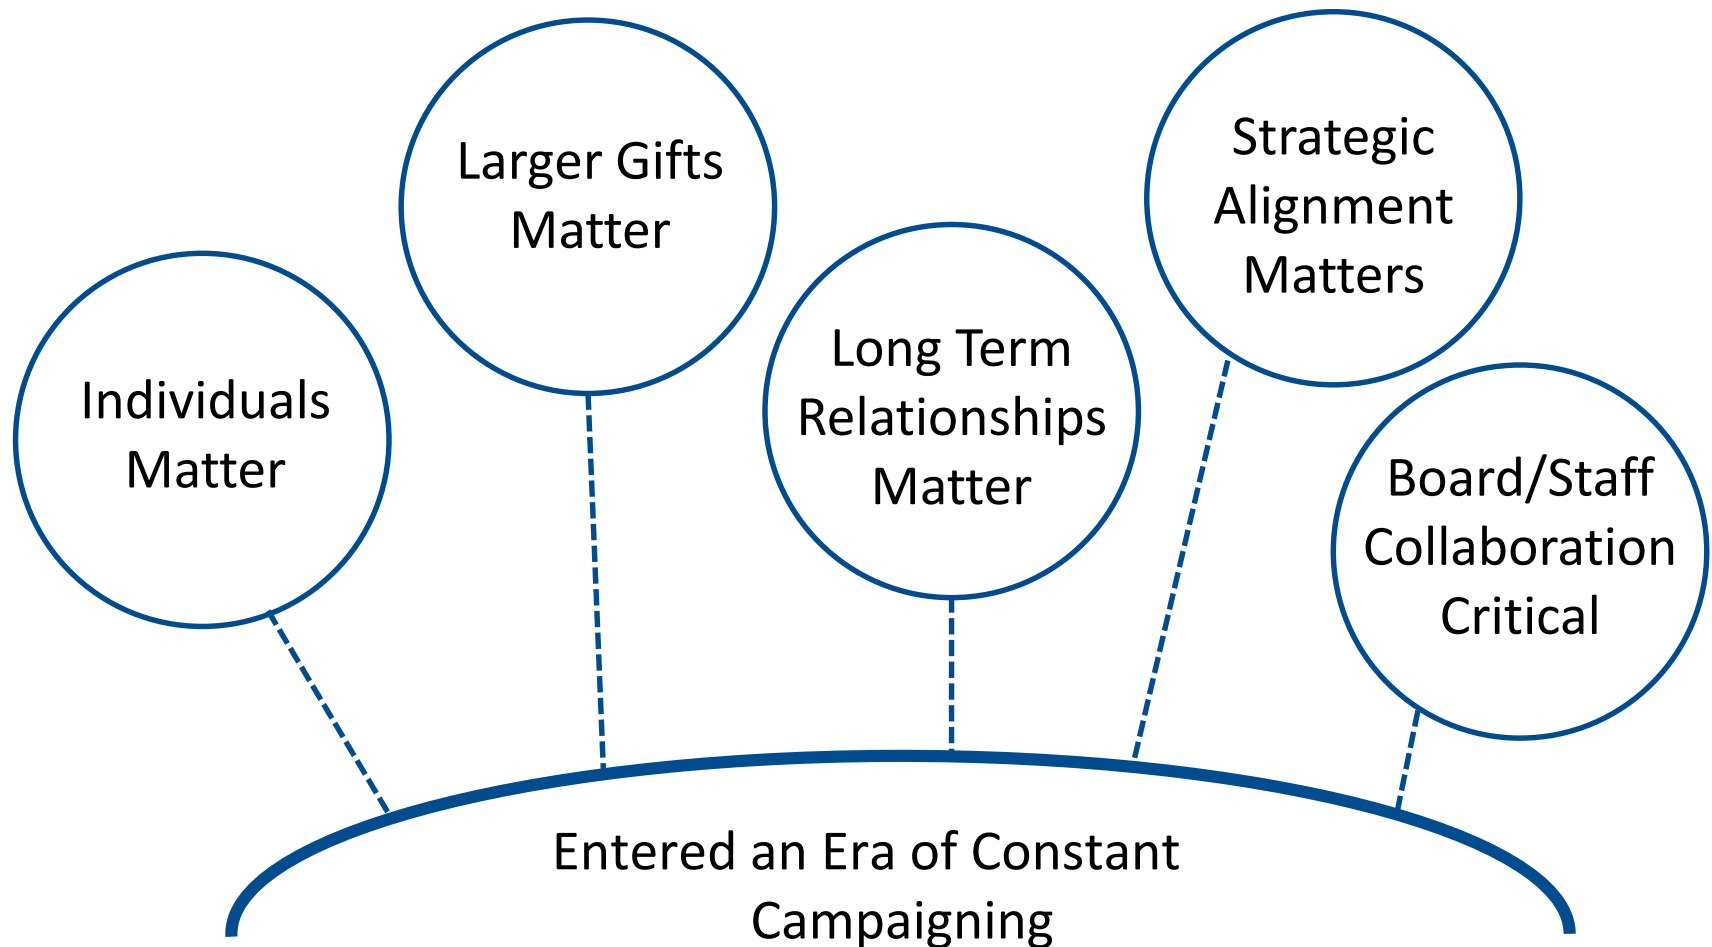 Individuals
Matter
Larger Gifts
Matter
Long Term
Relationships
Matter
Strategic
Alignment
Matters
Board/Staff
Collaboration
Critical
Entered an Era of Constant
Campaigning